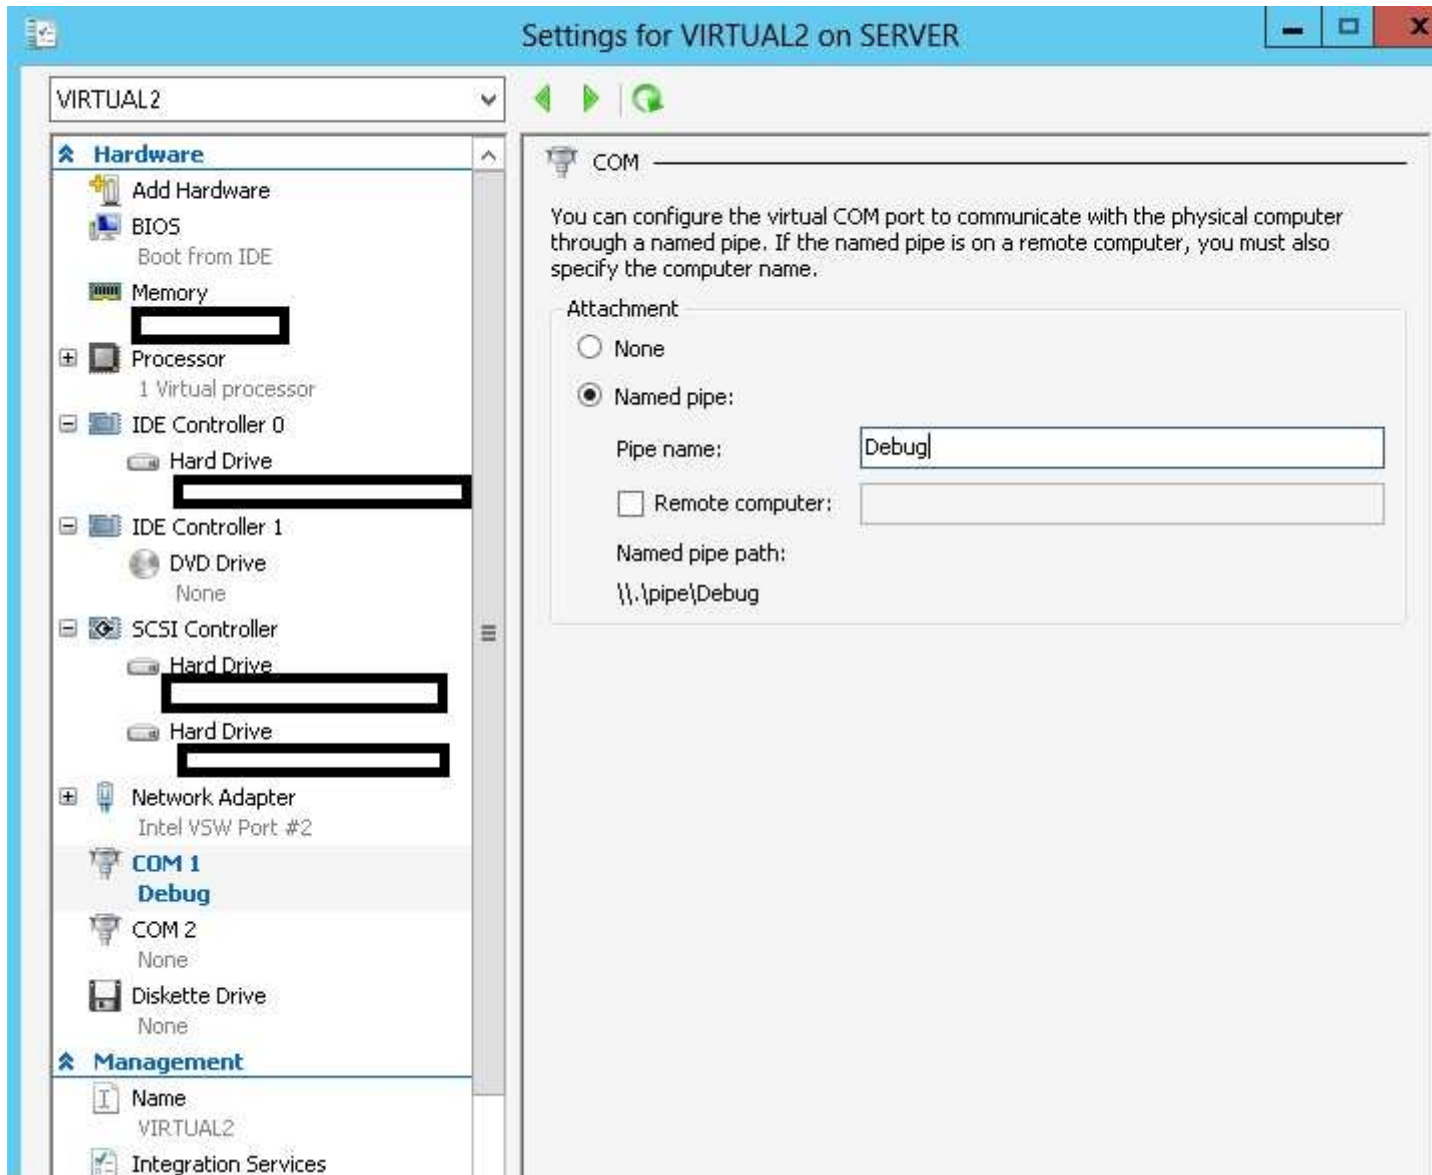 Settings for VIRTUAL2 on SERVER
VIRTUAL2
Hardware
Add Hardware
BIOS
Boot from IDE
Memory
Processor
1 Virtual processor
IDE Controller 0
Hard Drive
IDE Controller 1
DVD Drive
None
SCSI Controller
Hard Drive
Hard Drive
Network Adapter
Intel VSW Port #2
COM 1
Debug
COM 2
None
Diskette Drive
None
Management
Name
VIRTUAL2
Integration Services
COM
You can configure the virtual COM port to communicate with the physical computer
through a named pipe. If the named pipe is on a remote computer, you must also
specify the computer name.
Attachment
None
Named pipe:
Pipe name: Debug
Remote computer:
Named pipe path:
\\.\pipe\Debug